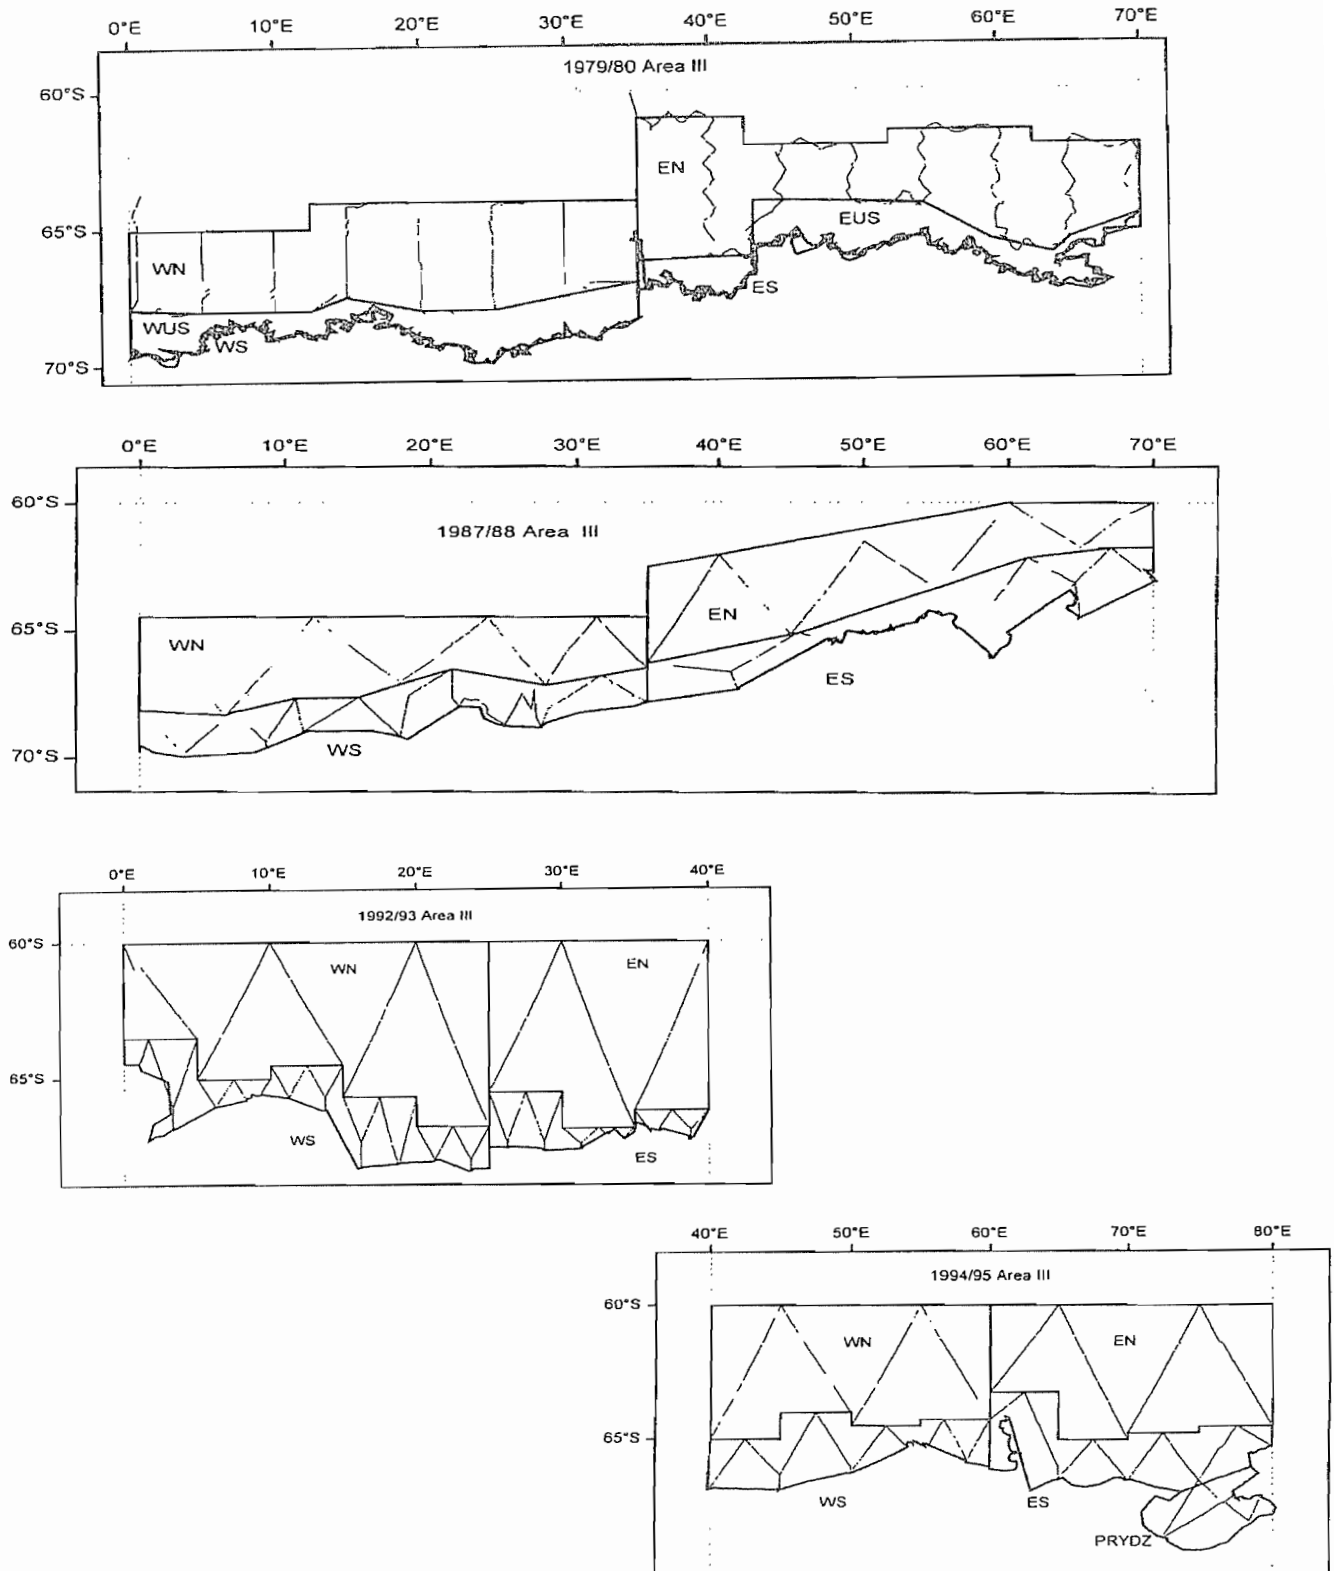 0°E 10°E 20°E 30°E 40°E 50°E 60°E 70°E
1979/80 Area III
60°S
EN
65°S
EUS
WN
ES
WUS
WS
70°S
0°E 10°E 20°E 30°E 40°E 50°E 60°E 70°E
60°S
1987/88 Area III
EN
65°S
WN
ES
WS
70°S
0°E 10°E 20°E 30°E 40°E
1992/93 Area III
60°S
WN EN
65°S
WS
ES
40°E 50°E 60°E 70°E 80°E
1994/95 Area III
60°S
WN EN
65°S
WS ES
PRYDZ